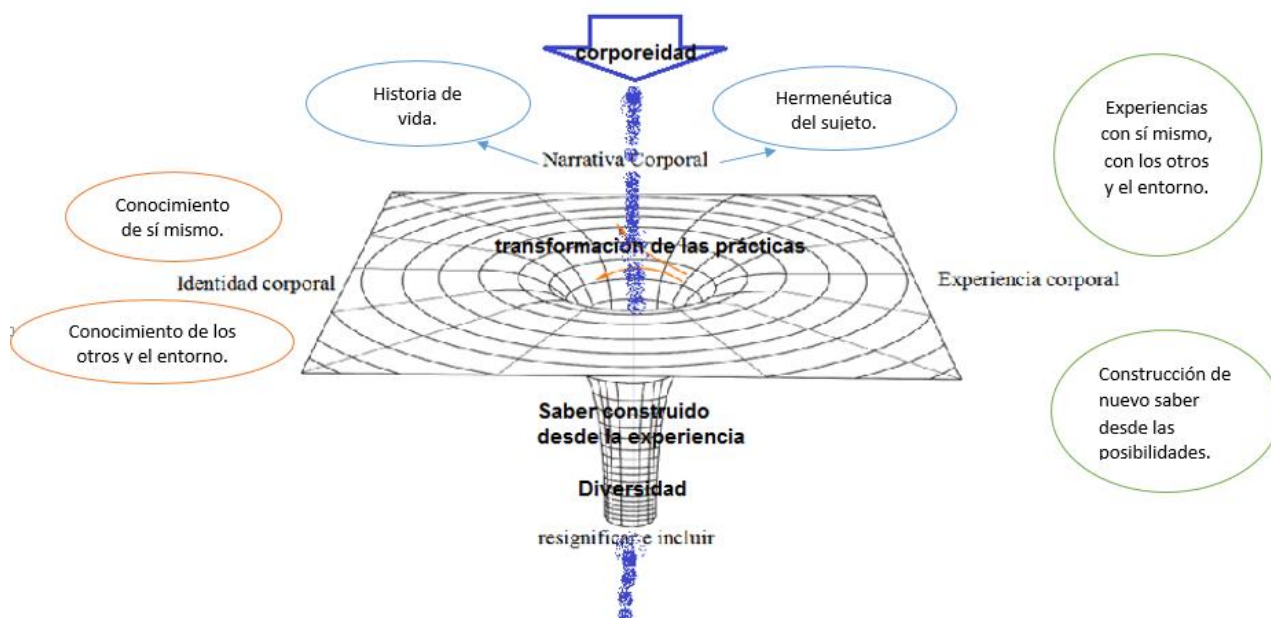 corporeidad
Historia de
vida.
Hermenéutica
del sujeto.
Narrativa Corporal
Experiencias
con sí mismo,
con los otros
y el entorno.
Conocimiento
de sí mismo.
transformación de las prácticas
Identidad corporal
Experiencia corporal
Conocimiento de los
otros y el entorno.
Construcción de
nuevo saber
desde las
posibilidades.
Saber construido
desde la experiencia
Diversidad
resignificar e incluir